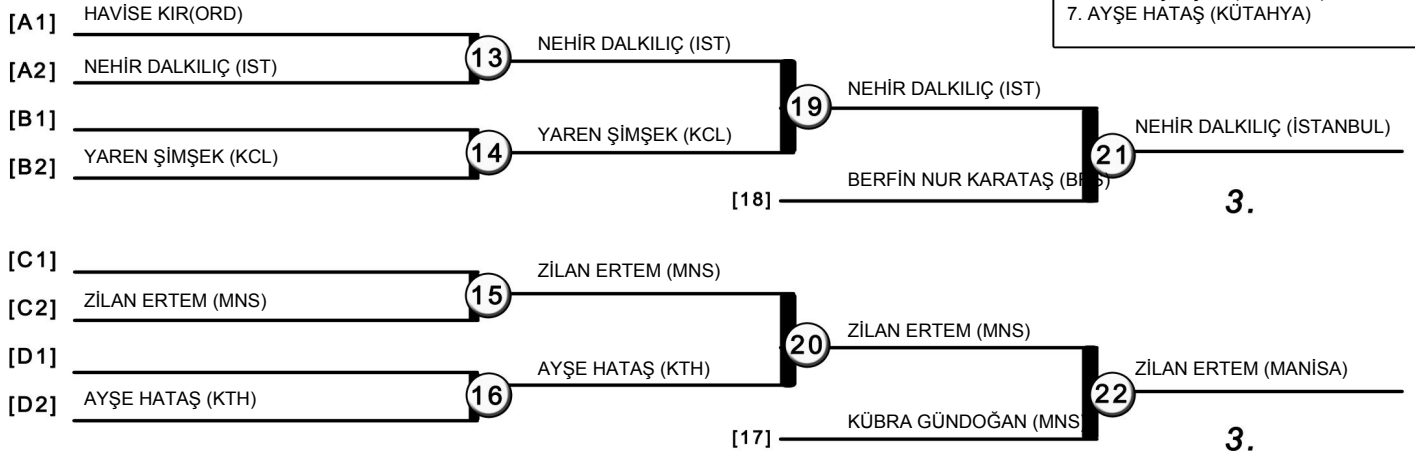 7. AYŞE HATAŞ (KÜTAHYA)
[A1] HAVİSE KIR(ORD)
[A2] NEHİR DALKILIÇ (IST)
13
NEHİR DALKILIÇ (IST)
[B1]
[B2] YAREN ŞİMŞEK (KCL)
14
YAREN ŞİMŞEK (KCL)
19
NEHİR DALKILIÇ (IST)
[18] BERFİN NUR KARATAŞ
21
NEHİR DALKILIÇ (İSTANBUL)
3.
[C1]
[C2] ZİLAN ERTEM (MNS)
15
ZİLAN ERTEM (MNS)
[D1]
[D2] AYŞE HATAŞ (KTH)
16
AYŞE HATAŞ (KTH)
20
ZİLAN ERTEM (MNS)
[17] KÜBRA GÜNDOĞAN (MNS)
22
ZİLAN ERTEM (MANİSA)
3.